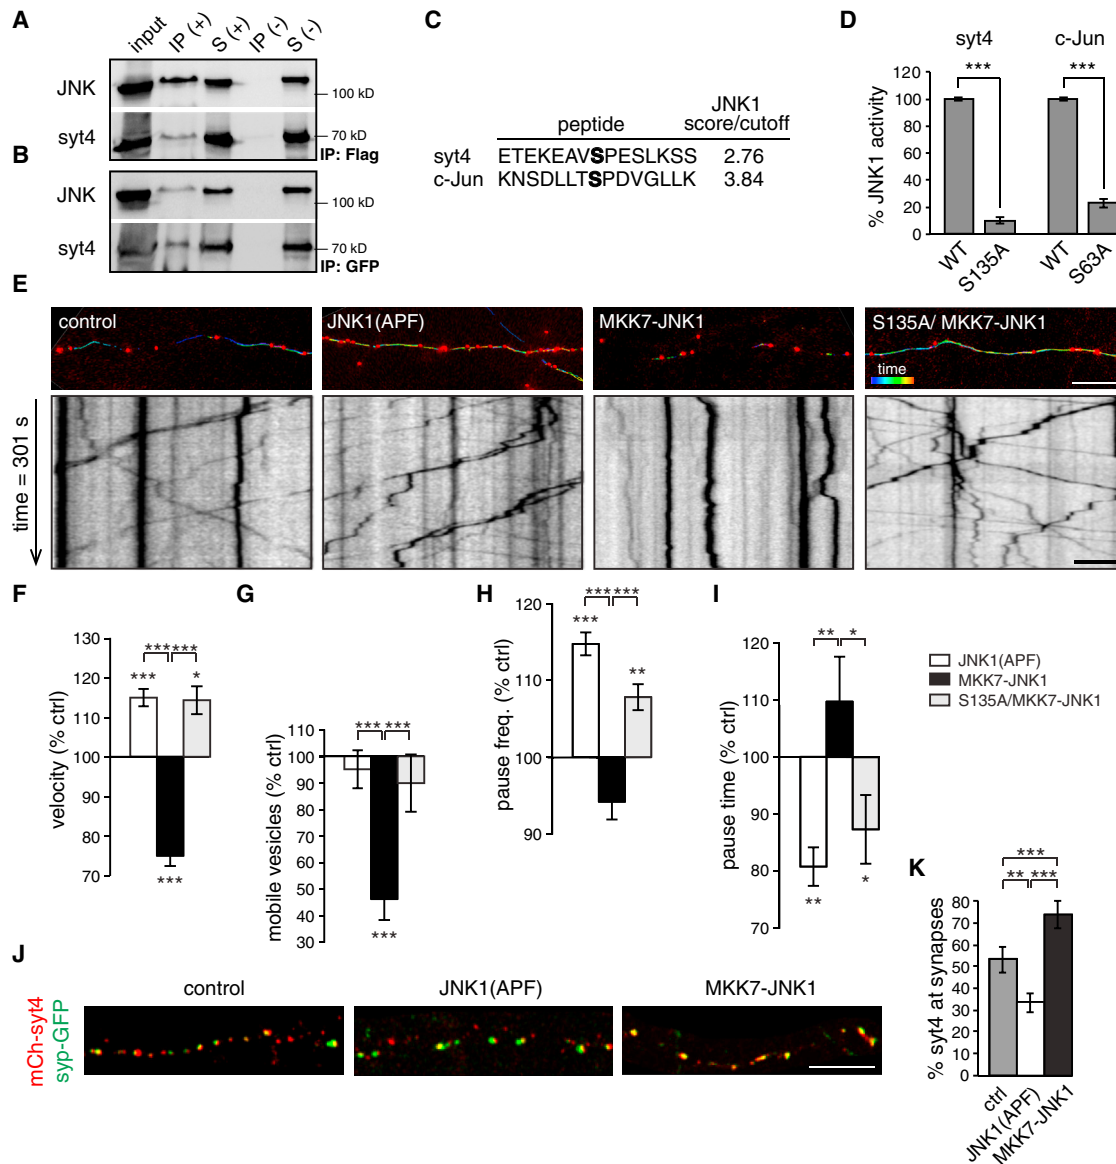 A
input
IP (+)
S (+)
IP (-)
S (-)
JNK
100 kD
syt4
70 kD
IP: Flag
B
JNK
100 kD
syt4
70 kD
IP: GFP
C
peptide
JNK1
score/cutoff
syt4 ETEKEAVSPESLKSS 2.76
c-Jun KNSDLLTSPDVGLLK 3.84
D
syt4 c-Jun
*** ***
% JNK1 activity
120
100
80
60
40
20
0
WT
S135A
WT
S63A
E
control
JNK1(APF)
MKK7-JNK1
S135A/ MKK7-JNK1
time
time = 301 s
F
velocity (% ctrl)
130
120
110
100
90
80
70
*** ***
***
*
***
G
mobile vesicles (% ctrl)
110
100
90
80
70
60
50
40
30
*** ***
***
H
pause freq. (% ctrl)
120
110
100
90
*** ***
***
**
I
pause time (% ctrl)
120
110
100
90
80
70
** *
**
*
JNK1(APF)
MKK7-JNK1
S135A/MKK7-JNK1
J
mCh-syt4
syp-GFP
control
JNK1(APF)
MKK7-JNK1
K
% syt4 at synapses
80
70
60
50
40
30
20
10
0
***
** ***
ctrl
JNK1(APF)
MKK7-JNK1